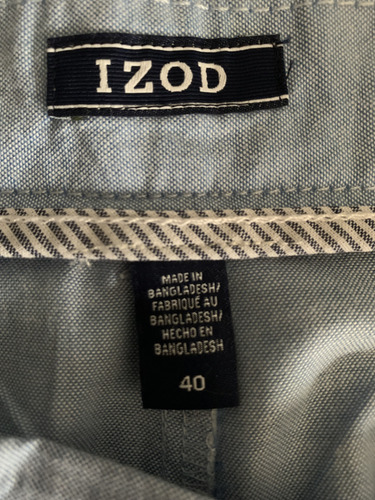 IZOD
MADE IN
BANGLADESH/
FABRIQUÉ AU
BANGLADESH/
HECHO EN
BANGLADESH
40